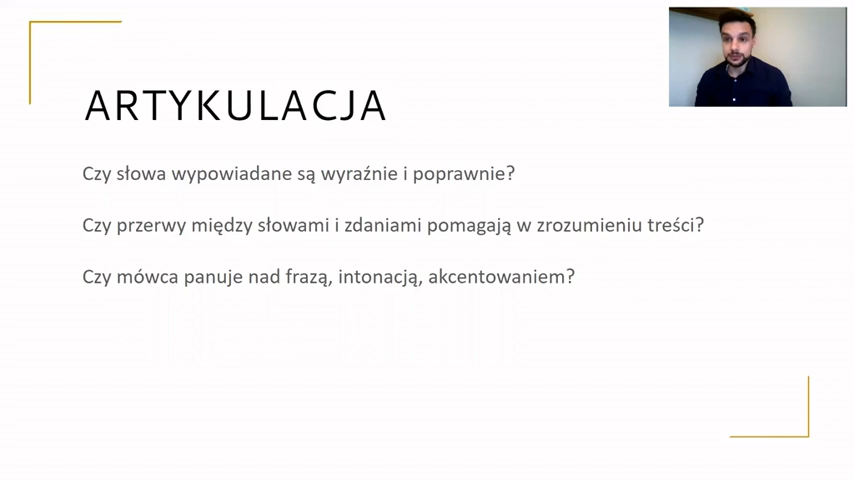 ARTYKULACJA
Czy słowa wypowiadane są wyraźnie i poprawnie?
Czy przerwy między słowami i zdaniami pomagają w zrozumieniu treści?
Czy mówca panuje nad frazą, intonacją, akcentowaniem?